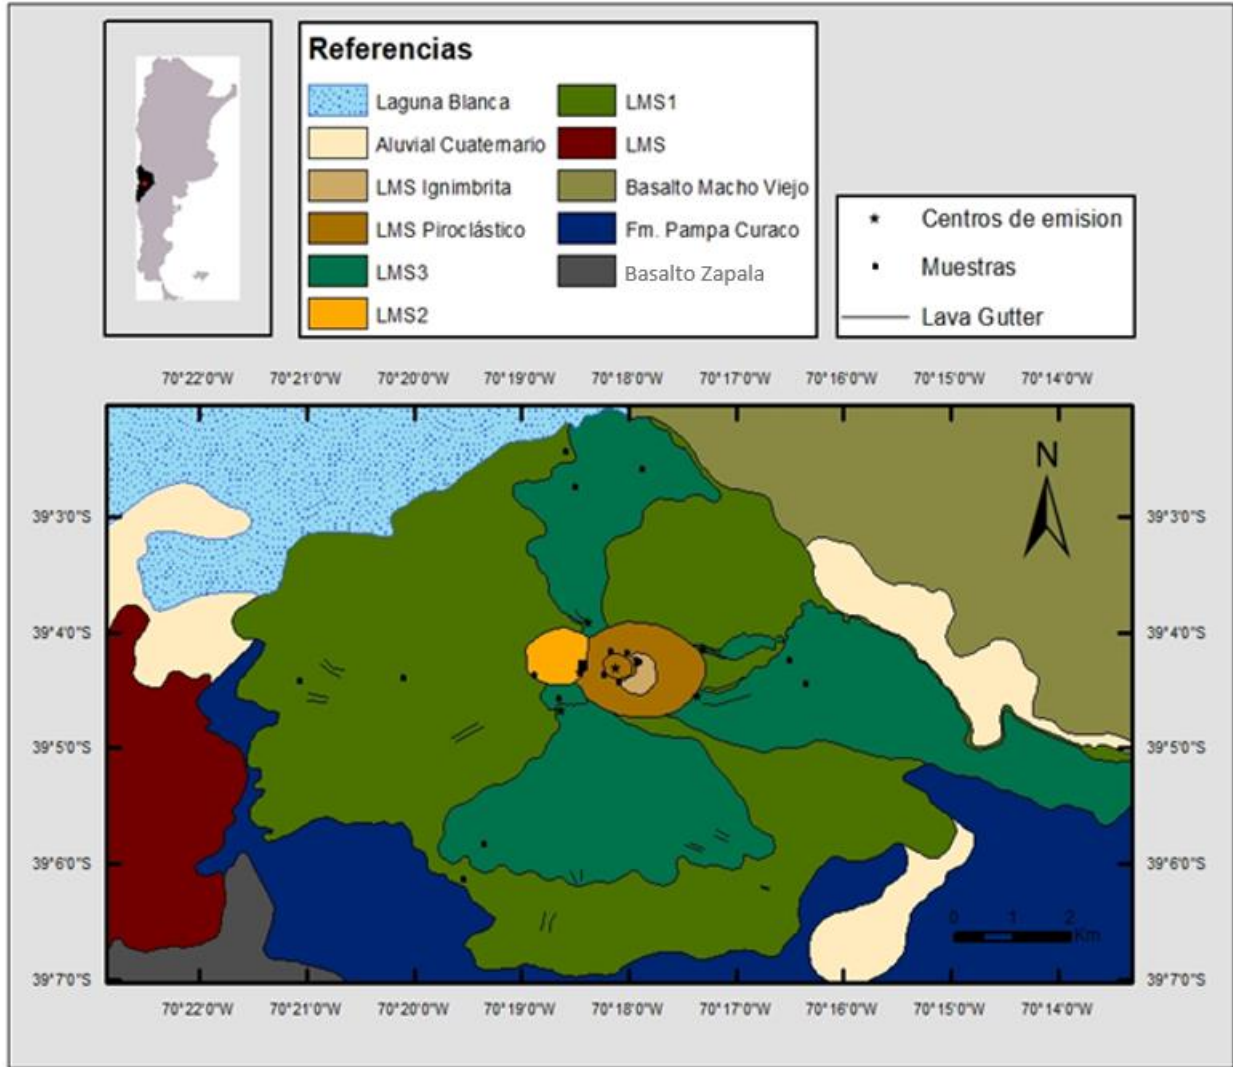 Referencias
Laguna Blanca
Aluvial Cuaternario
LMS Ignimbrita
LMS Piroclástico
LMS3
LMS2
LMS1
LMS
Basalto Macho Viejo
Fm. Pampa Curaco
Basalto Zapala
Centros de emision
Muestras
Lava Gutter
70°22'0"W 70°21'0"W 70°20'0"W 70°19'0"W 70°18'0"W 70°17'0"W 70°16'0"W 70°15'0"W 70°14'0"W
N
39°3'0"S 39°3'0"S
39°4'0"S 39°4'0"S
39°5'0"S 39°5'0"S
39°6'0"S 39°6'0"S
0 1 2
Km
39°7'0"S 39°7'0"S
70°22'0"W 70°21'0"W 70°20'0"W 70°19'0"W 70°18'0"W 70°17'0"W 70°16'0"W 70°15'0"W 70°14'0"W